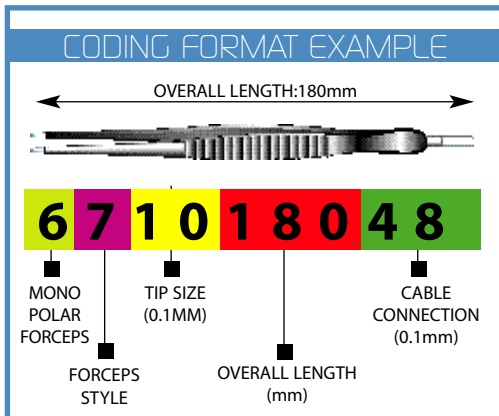 CODING FORMAT EXAMPLE
OVERALL LENGTH:180mm
6 7 1 0 1 8 0 4 8
MONO
POLAR
FORCEPS
FORCEPS
STYLE
TIP SIZE
(0.1MM)
OVERALL LENGTH
(mm)
CABLE
CONNECTION
(0.1mm)